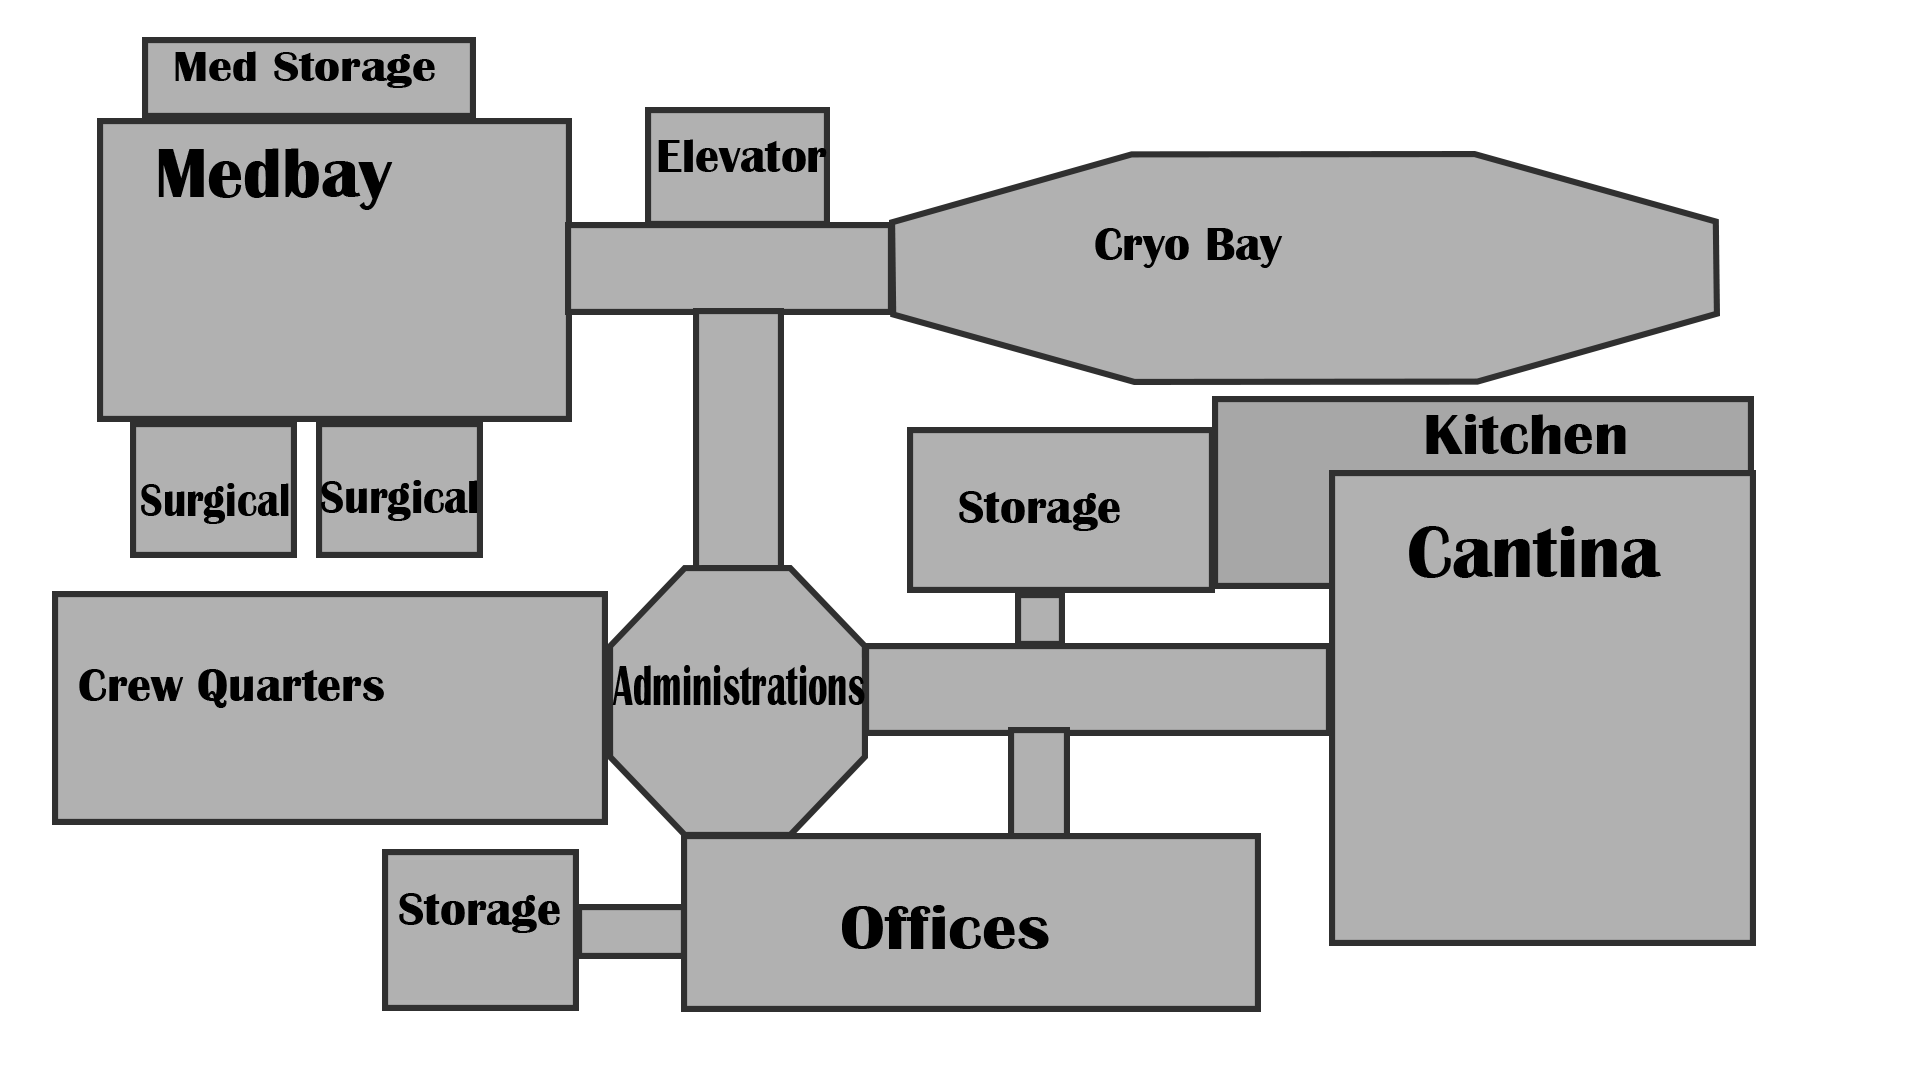 Med Storage
Medbay
Elevator
Cryo Bay
Kitchen
Surgical
Surgical
Storage
Cantina
Crew Quarters
Administrations
Storage
Offices